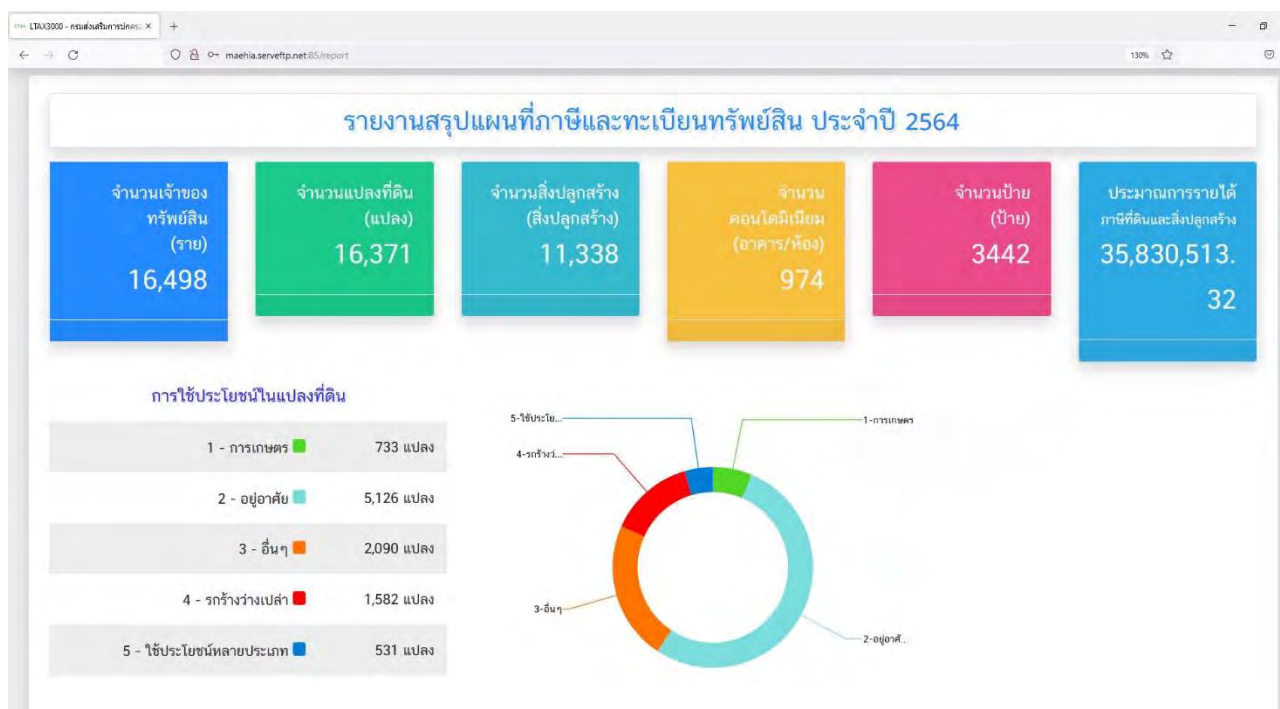 LTAX3000 - กรมส่งเสริมการปกคร
maehia.serveftp.net:85/report
130%
รายงานสรุปแผนที่ภาษีและทะเบียนทรัพย์สิน ประจำปี 2564
จำนวนเจ้าของ
ทรัพย์สิน
(ราย)
16,498
จำนวนแปลงที่ดิน
(แปลง)
16,371
จำนวนสิ่งปลูกสร้าง
(สิ่งปลูกสร้าง)
11,338
จำนวน
คอนโดมิเนียม
(อาคาร/ห้อง)
974
จำนวนป้าย
(ป้าย)
3442
ประมาณการรายได้
ภาษีที่ดินและสิ่งปลูกสร้าง
35,830,513.
32
การใช้ประโยชน์ในแปลงที่ดิน
1 - การเกษตร 733 แปลง
2 - อยู่อาศัย 5,126 แปลง
3 - อื่นๆ 2,090 แปลง
4 - รกร้างว่างเปล่า 1,582 แปลง
5 - ใช้ประโยชน์หลายประเภท 531 แปลง
5-ใช้ประโย...
1-การเกษตร
4-รกร้างว่...
3-อื่นๆ
2-อยู่อาศั..